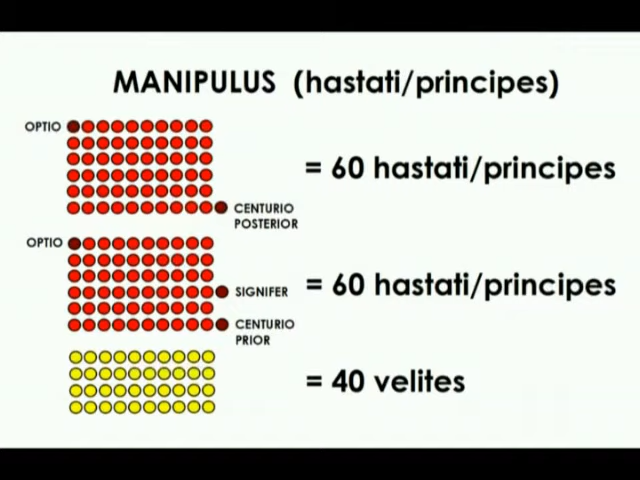 MANIPULUS (hastati/principes)
OPTIO
= 60 hastati/principes
CENTURIO
POSTERIOR
OPTIO
SIGNIFER
= 60 hastati/principes
CENTURIO
PRIOR
= 40 velites